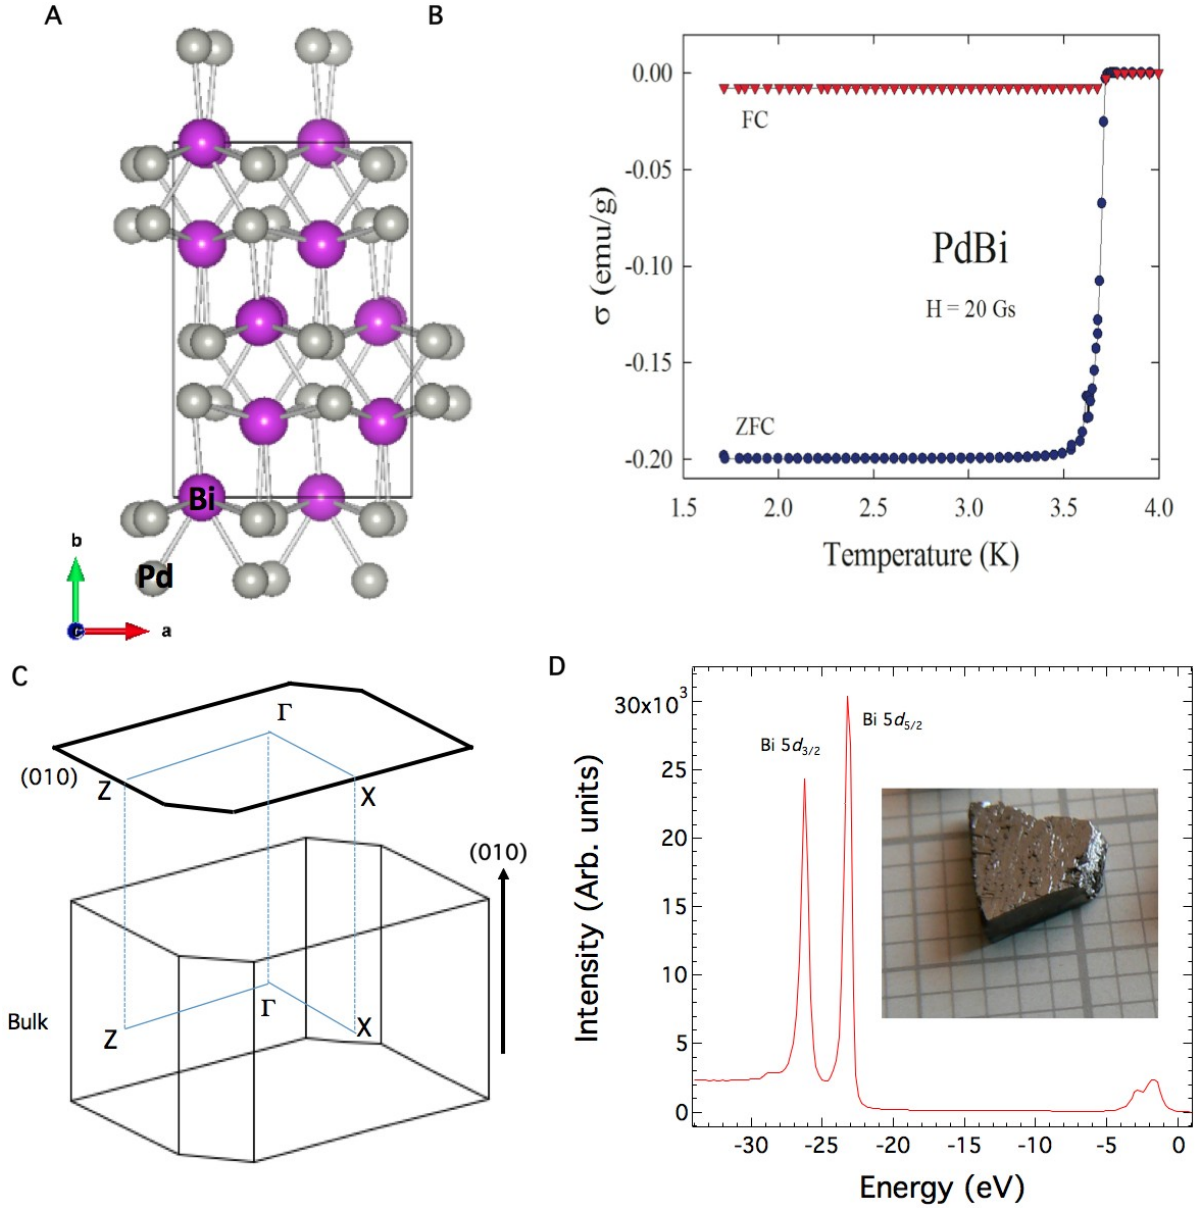 A
B
Bi
Pd
b
a
0.00
-0.05
-0.10
-0.15
-0.20
FC
PdBi
H = 20 Gs
ZFC
σ (emu/g)
1.5 2.0 2.5 3.0 3.5 4.0
Temperature (K)
C
Γ
(010)
Z
X
(010)
Bulk
Z
Γ
X
D
30x10³
25
20
15
10
5
0
Bi 5d3/2
Bi 5d5/2
Intensity (Arb. units)
-30 -25 -20 -15 -10 -5 0
Energy (eV)